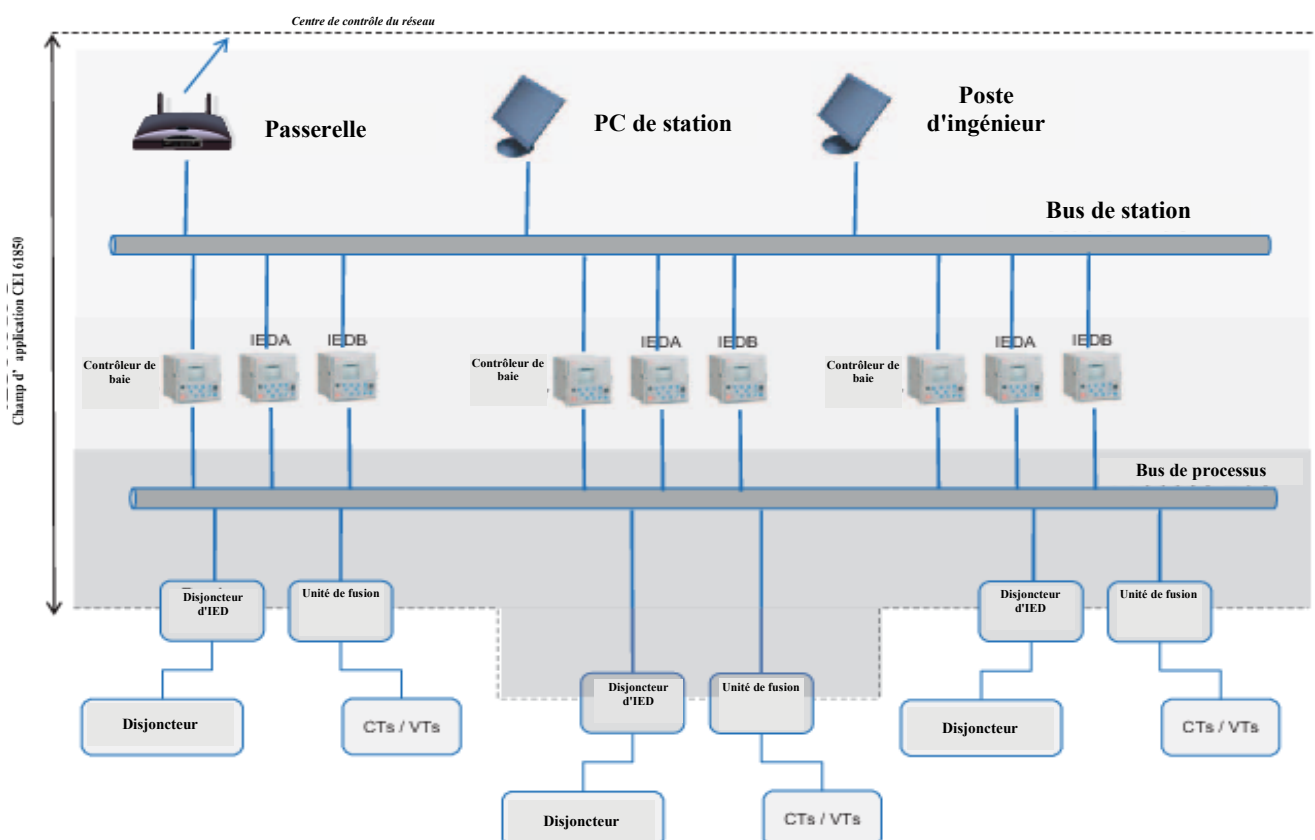 Centre de contrôle du réseau
Passerelle
PC de station
Poste
d'ingénieur
Bus de station
Champ d' application CEI 61850
IEDA
IEDB
IEDA
IEDB
IEDA
IEDB
Contrôleur de
baie
Contrôleur de
baie
Contrôleur de
baie
Bus de processus
Disjoncteur
d'IED
Unité de fusion
Disjoncteur
d'IED
Unité de fusion
Disjoncteur
d'IED
Unité de fusion
Disjoncteur
CTs / VTs
Disjoncteur
CTs / VTs
Disjoncteur
CTs / VTs